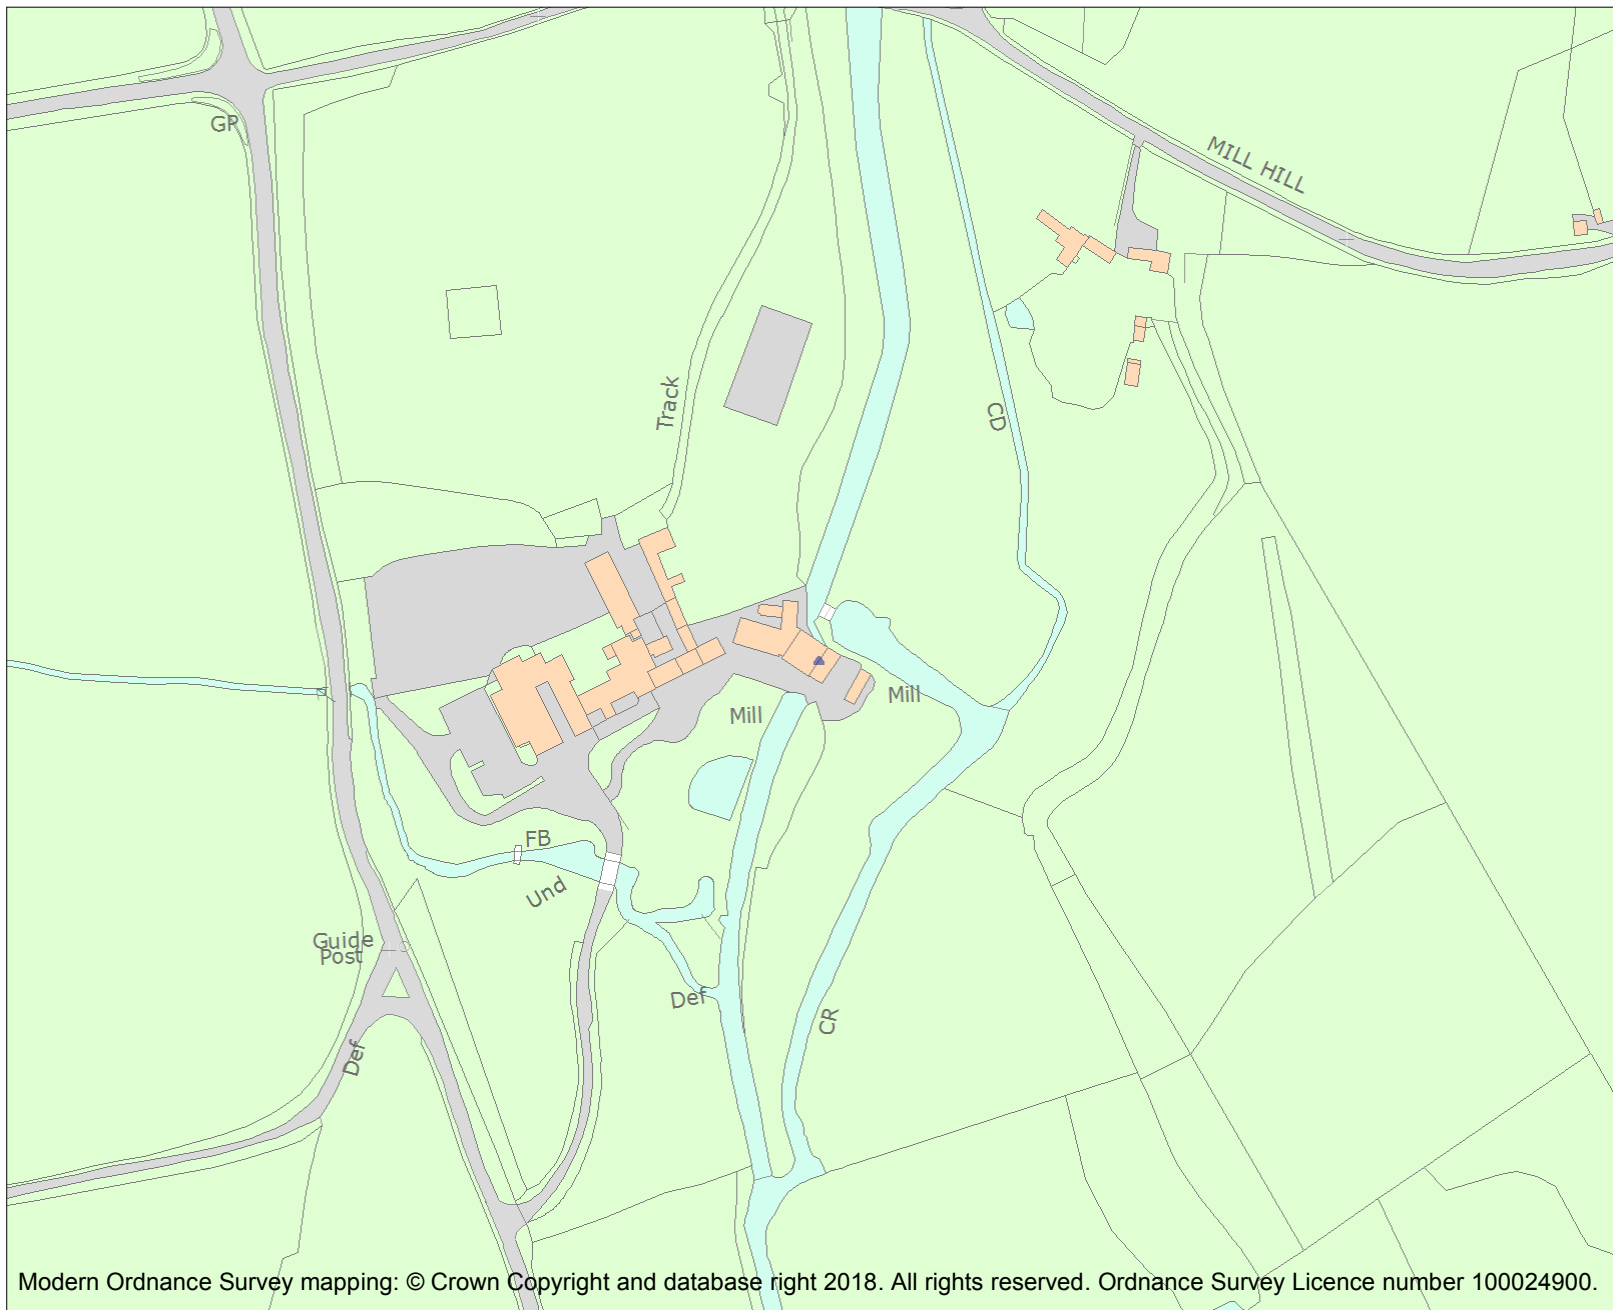 GP
MILL HILL
Track
CD
Mill
Mill
FB
Und
Guide
Post
Def
CR
Def
Modern Ordnance Survey mapping: © Crown Copyright and database right 2018. All rights reserved. Ordnance Survey Licence number 100024900.